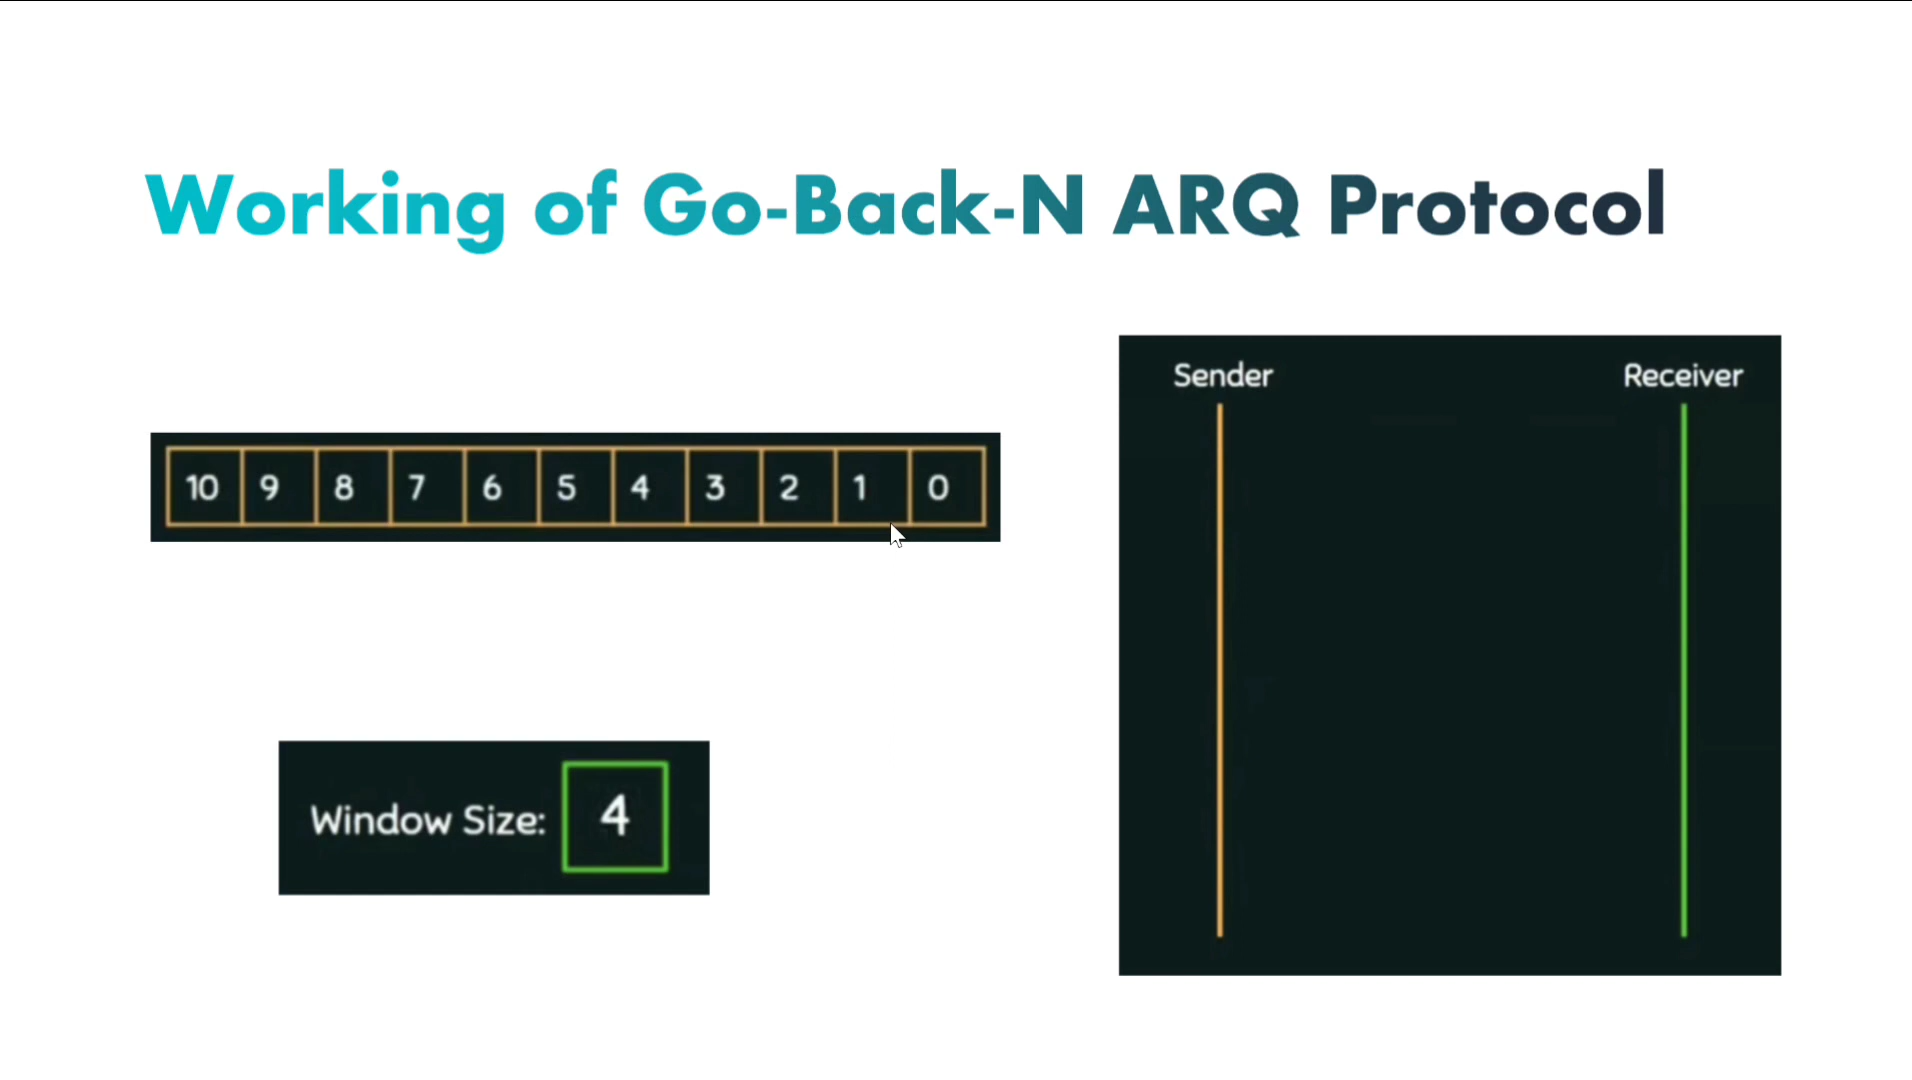 Working of Go-Back-N ARQ Protocol
Sender Receiver
10 9 8 7 6 5 4 3 2 1 0
Window Size: 4